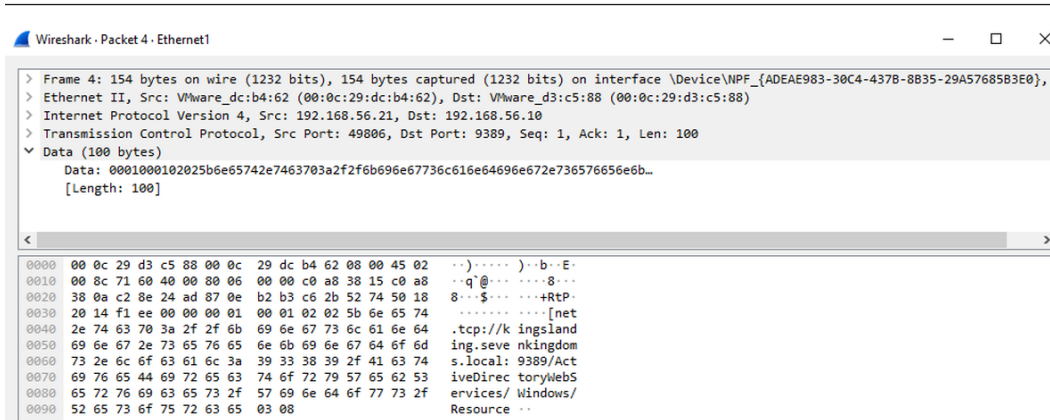 Wireshark · Packet 4 · Ethernet1
> Frame 4: 154 bytes on wire (1232 bits), 154 bytes captured (1232 bits) on interface \Device\NPF_{ADEAE983-30C4-437B-8B35-29A57685B3E0},
> Ethernet II, Src: VMware_dc:b4:62 (00:0c:29:dc:b4:62), Dst: VMware_d3:c5:88 (00:0c:29:d3:c5:88)
> Internet Protocol Version 4, Src: 192.168.56.21, Dst: 192.168.56.10
> Transmission Control Protocol, Src Port: 49806, Dst Port: 9389, Seq: 1, Ack: 1, Len: 100
Data (100 bytes)
Data: 0001000102025b6e65742e7463703a2f2f6b696e67736c616e64696e672e736576656e6b…
[Length: 100]
0000 00 0c 29 d3 c5 88 00 0c 29 dc b4 62 08 00 45 02 ··)····· )··b··E·
0010 00 8c 71 60 40 00 80 06 00 00 c0 a8 38 15 c0 a8 ··q`@··· ····8···
0020 38 0a c2 8e 24 ad 87 0e b2 b3 c6 2b 52 74 50 18 8···$··· ···+RtP·
0030 20 14 f1 ee 00 00 00 01 00 01 02 02 5b 6e 65 74 ······· ····[net
0040 2e 74 63 70 3a 2f 2f 6b 69 6e 67 73 6c 61 6e 64 .tcp://k ingsland
0050 69 6e 67 2e 73 65 76 65 6e 6b 69 6e 67 64 6f 6d ing.seve nkingdom
0060 73 2e 6c 6f 63 61 6c 3a 39 33 38 39 2f 41 63 74 s.local: 9389/Act
0070 69 76 65 44 69 72 65 63 74 6f 72 79 57 65 62 53 iveDirec toryWebS
0080 65 72 76 69 63 65 73 2f 57 69 6e 64 6f 77 73 2f ervices/ Windows/
0090 52 65 73 6f 75 72 63 65 03 08 Resource ··